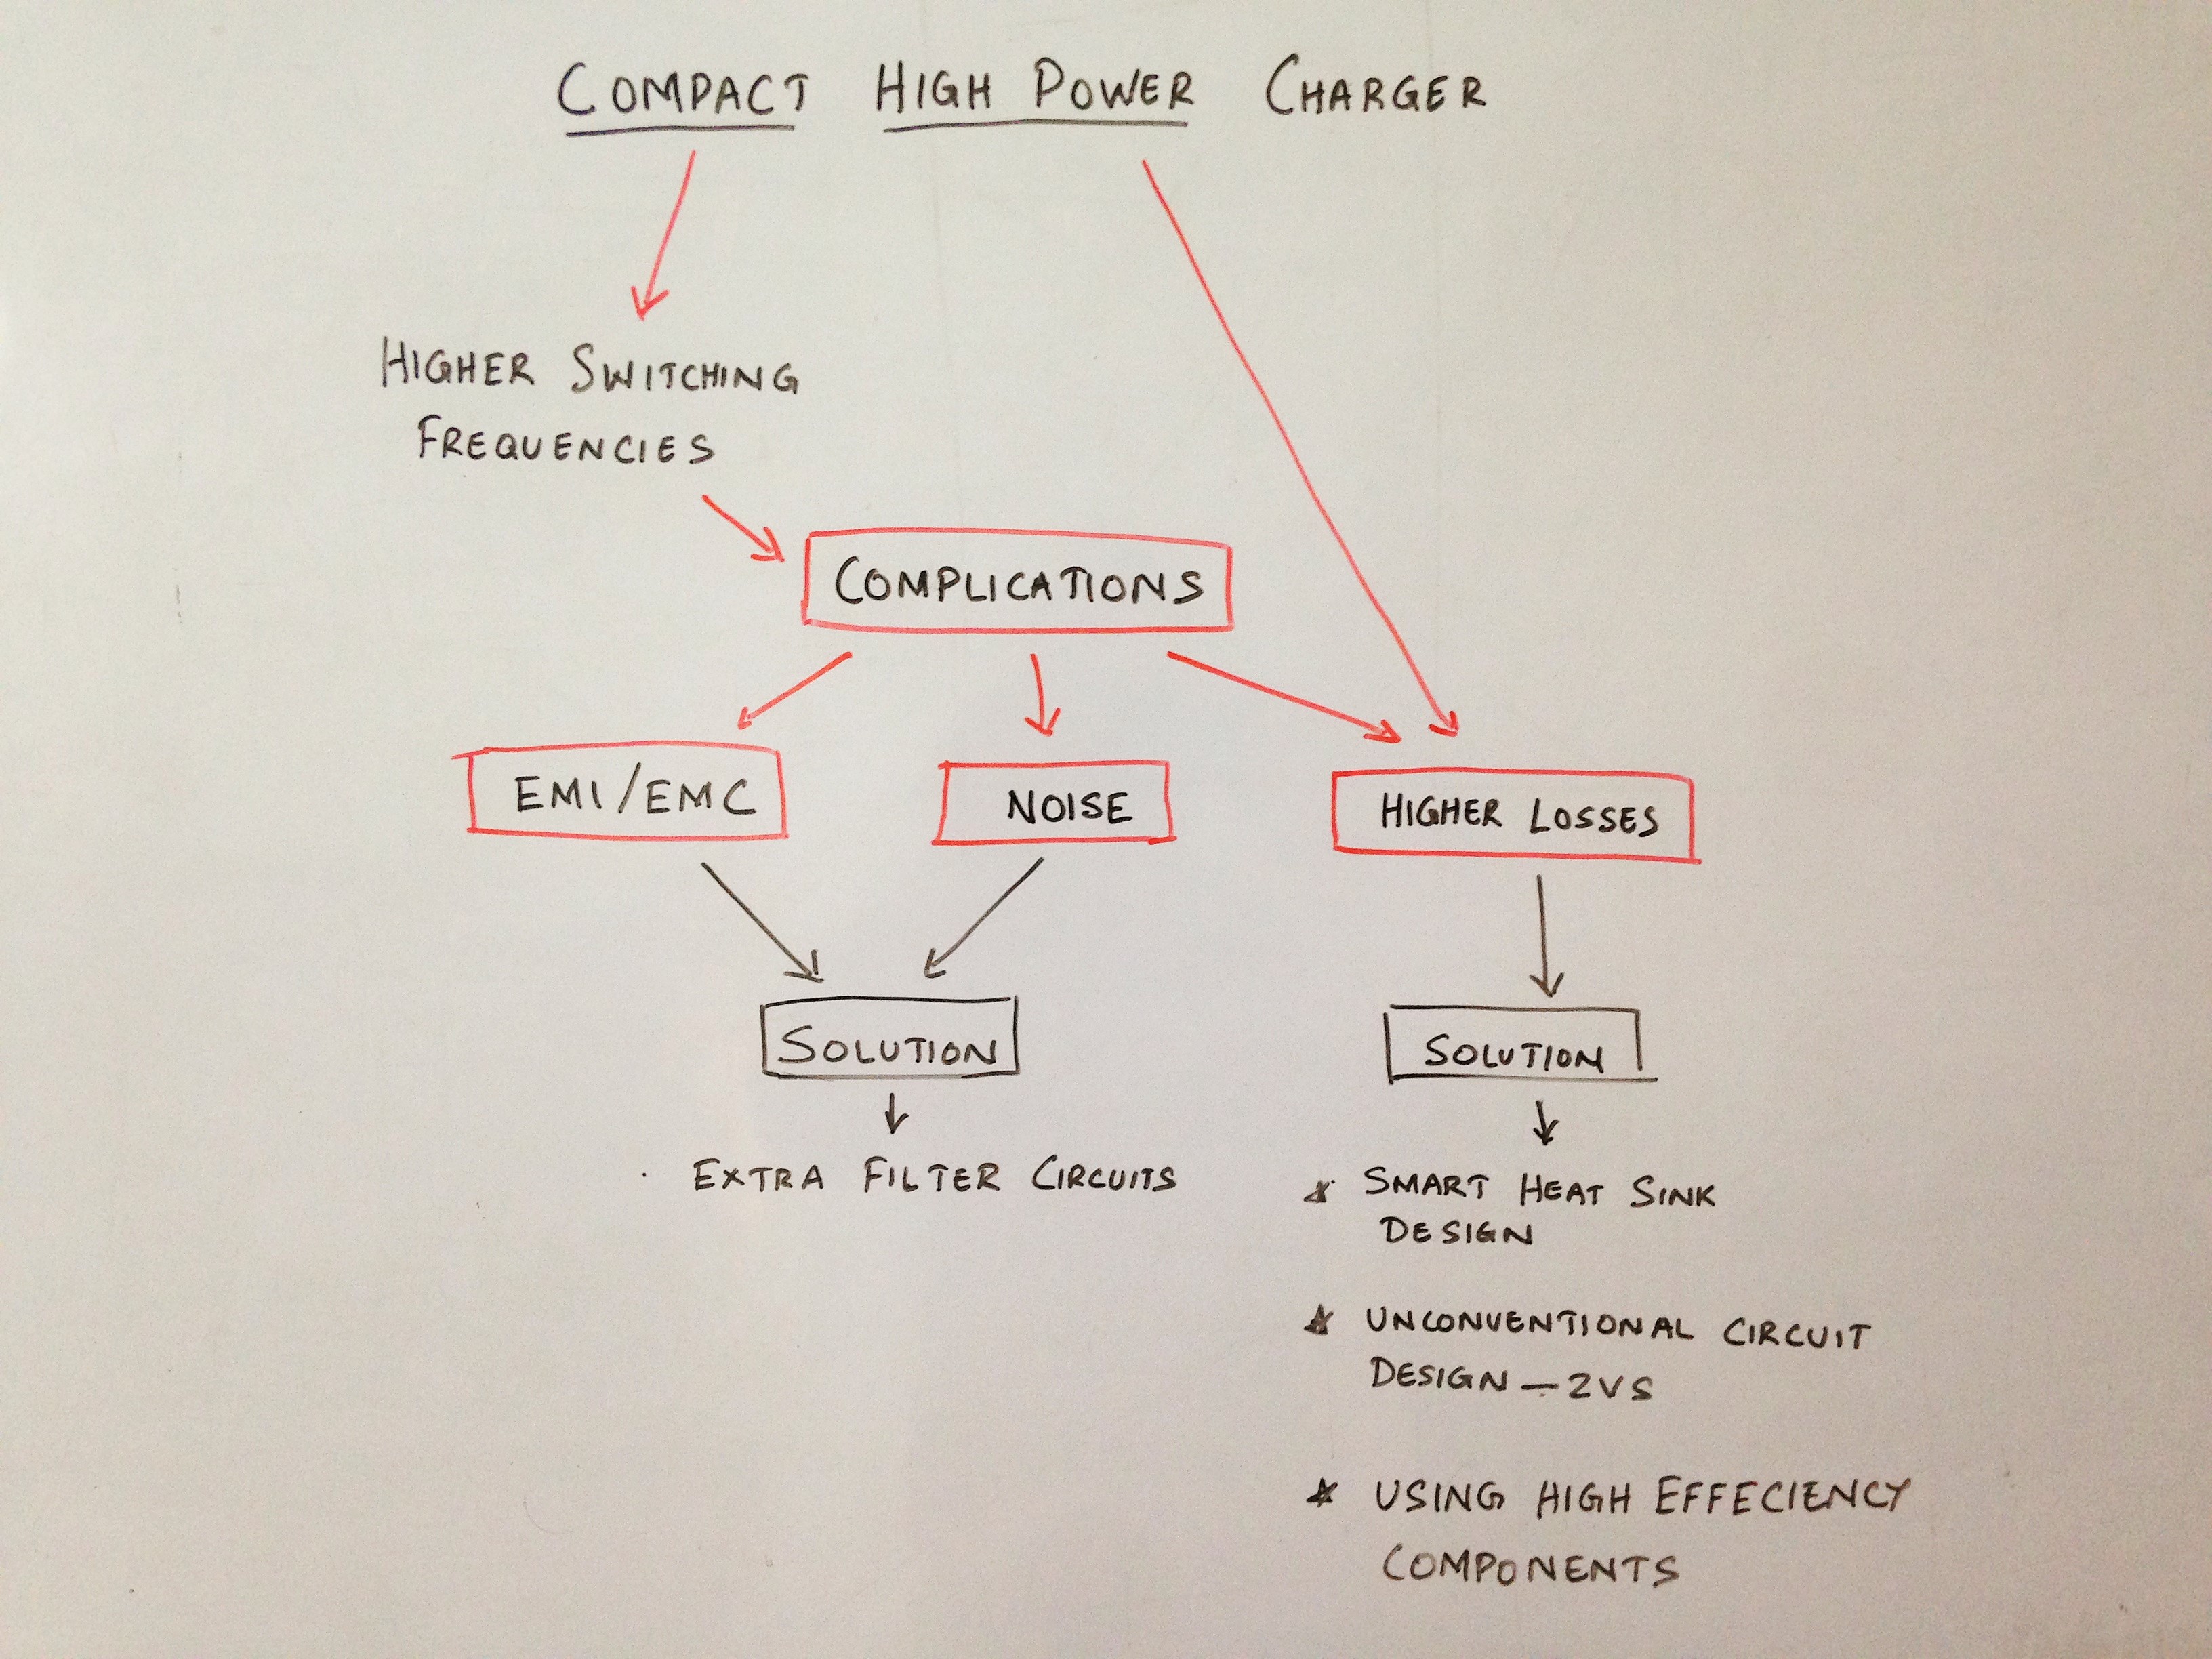 COMPACT HIGH POWER CHARGER
HIGHER SWITCHING
FREQUENCIES
COMPLICATIONS
EMI/EMC
NOISE
HIGHER LOSSES
SOLUTION
SOLUTION
EXTRA FILTER CIRCUITS
* SMART HEAT SINK
DESIGN
* UNCONVENTIONAL CIRCUIT
DESIGN – ZVS
* USING HIGH EFFECIENCY
COMPONENTS